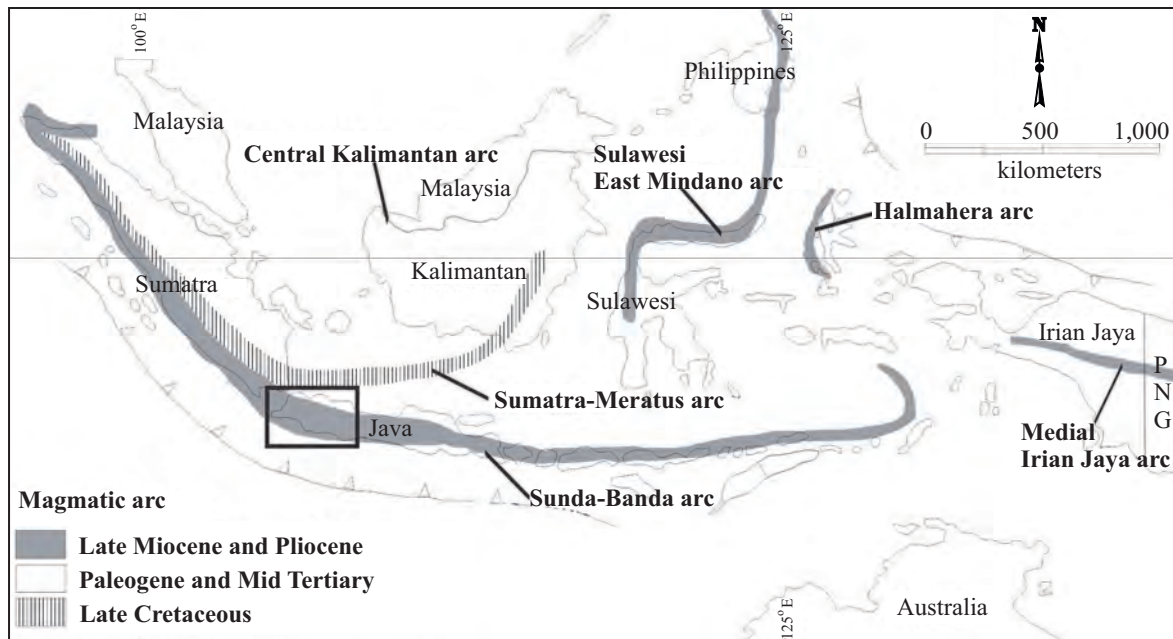 100° E
125° E
N
Philippines
Malaysia
0 500 1,000
kilometers
Central Kalimantan arc
Sulawesi
East Mindano arc
Malaysia
Halmahera arc
Kalimantan
Sumatra
Sulawesi
Irian Jaya
P
N
G
Sumatra-Meratus arc
Java
Medial
Irian Jaya arc
Sunda-Banda arc
Magmatic arc
Late Miocene and Pliocene
Paleogene and Mid Tertiary
Late Cretaceous
125° E
Australia